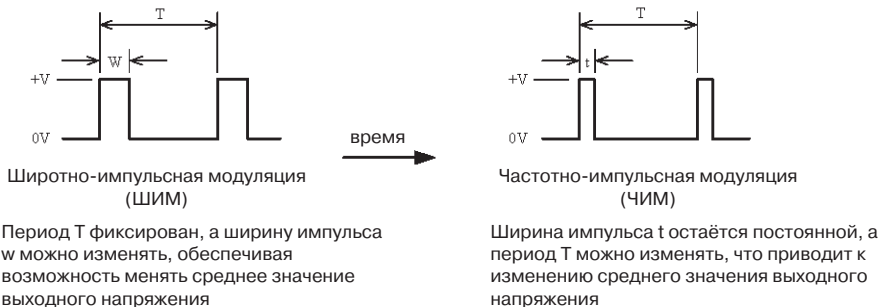 T
W
+V
0V
Широтно-импульсная модуляция
(ШИМ)
Период T фиксирован, а ширину импульса
w можно изменять, обеспечивая
возможность менять среднее значение
выходного напряжения
время
T
t
+V
0V
Частотно-импульсная модуляция
(ЧИМ)
Ширина импульса t остаётся постоянной, а
период T можно изменять, что приводит к
изменению среднего значения выходного
напряжения